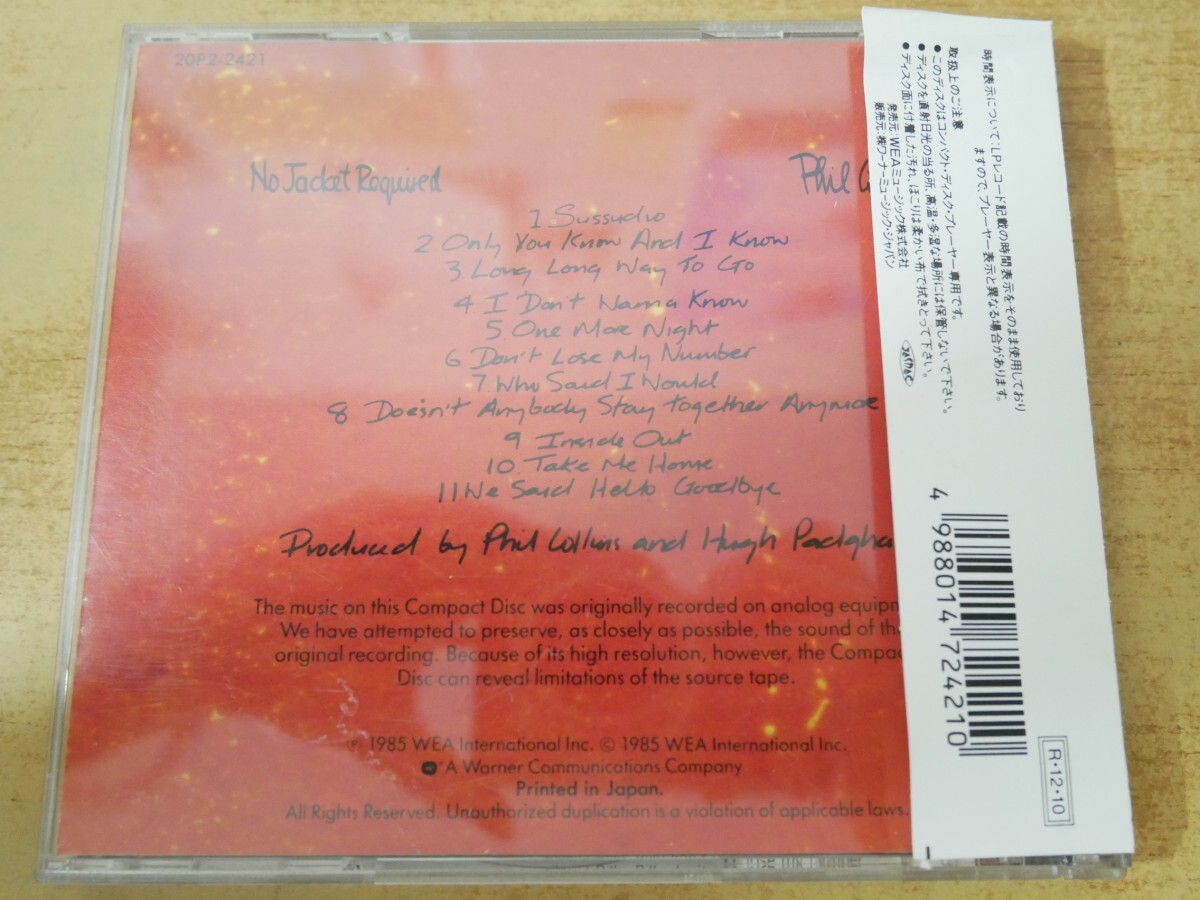 20P2-2421
No Jacket Required
Phil
1 Sussudio
2 Only You Know And I Know
3. Long Long Way To Go
4 I Don't Wanna Know
5 One More Night
6 Don't Lose My Number
7. Who Said I Would
8 Doesn't Anybody Stay Together Anymore
9 Inside Out
10. Take Me Home
11 We Said Hello Goodbye
Produced by Phil Collins and Hugh Padgha
The music on this Compact Disc was originally recorded on analog equipm
We have attempted to preserve, as closely as possible, the sound of th
original recording. Because of its high resolution, however, the Compac
Disc can reveal limitations of the source tape.
℗ 1985 WEA International Inc. © 1985 WEA International Inc.
A Warner Communications Company
Printed in Japan.
All Rights Reserved. Unauthorized duplication is a violation of applicable laws.
時間表示について:LPレコード記載の時間表示をそのまま使用しており
ますので、プレーヤー表示と異なる場合があります。
取扱上のご注意
●このディスクはコンパクト・ディスク・プレーヤー専用です。
●ディスクを直射日光の当る所、高温・多湿な場所には保管しないで下さい。
●ディスク面に付着した汚れ、ほこりは柔かい布で拭きとって下さい。
発売元:WEAミュージック株式会社
販売元:㈱ワーナーミュージック・ジャパン
JASRAC
4 988014 724210
R・12・10